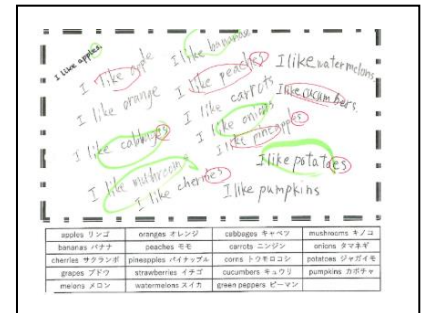 I like apples.
I like apple
I like bananas
I like orange
I like peaches
I like watermelons
I like carrots
I like cucumbers.
I like cabbages
I like onions
I like pineapples
I like mushroom
I like cherries
I like potatoes
I like pumpkins
apples リンゴ oranges オレンジ cabbages キャベツ mushrooms キノコ
bananas バナナ peaches モモ carrots ニンジン onions タマネギ
cherries サクランボ pineapples パイナップル corns トウモロコシ potatoes ジャガイモ
grapes ブドウ strawberries イチゴ cucumbers キュウリ pumpkins カボチャ
melons メロン watermelons スイカ green peppers ピーマン